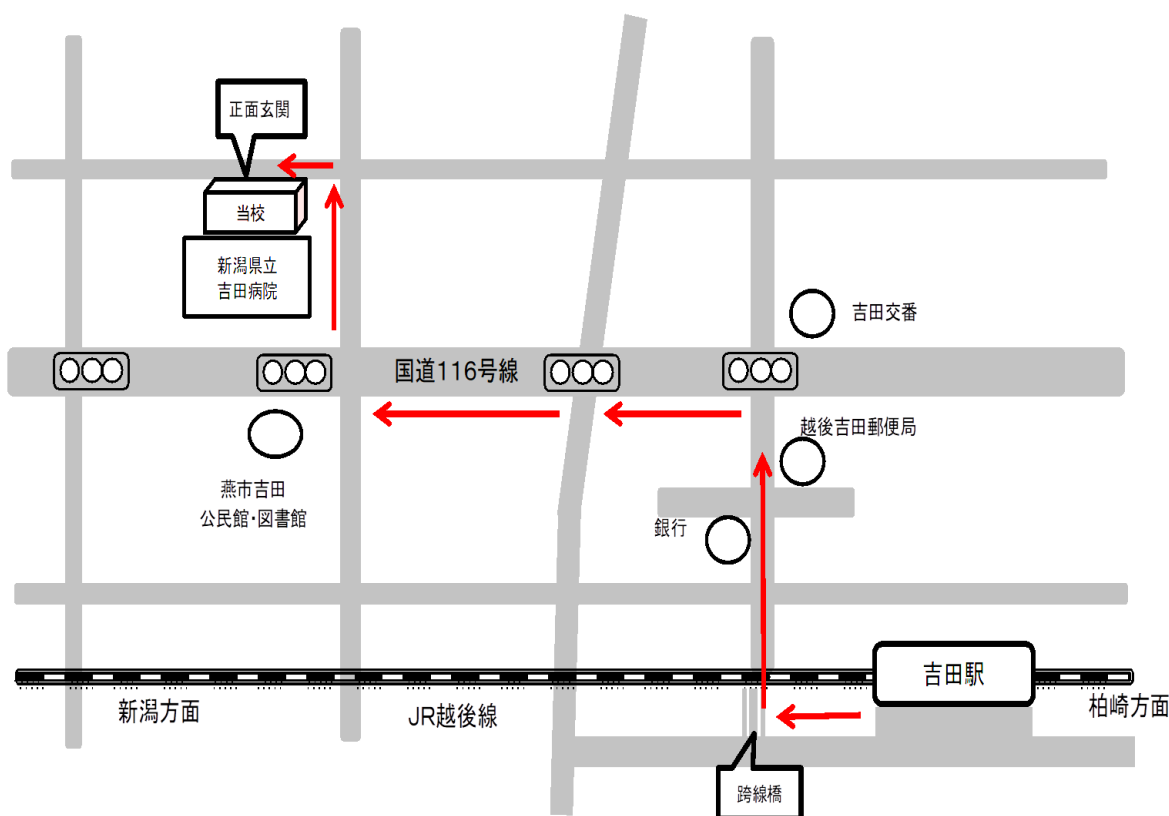 正面玄関
当校
新潟県立
吉田病院
吉田交番
国道116号線
越後吉田郵便局
燕市吉田
公民館・図書館
銀行
吉田駅
新潟方面
JR越後線
柏崎方面
跨線橋